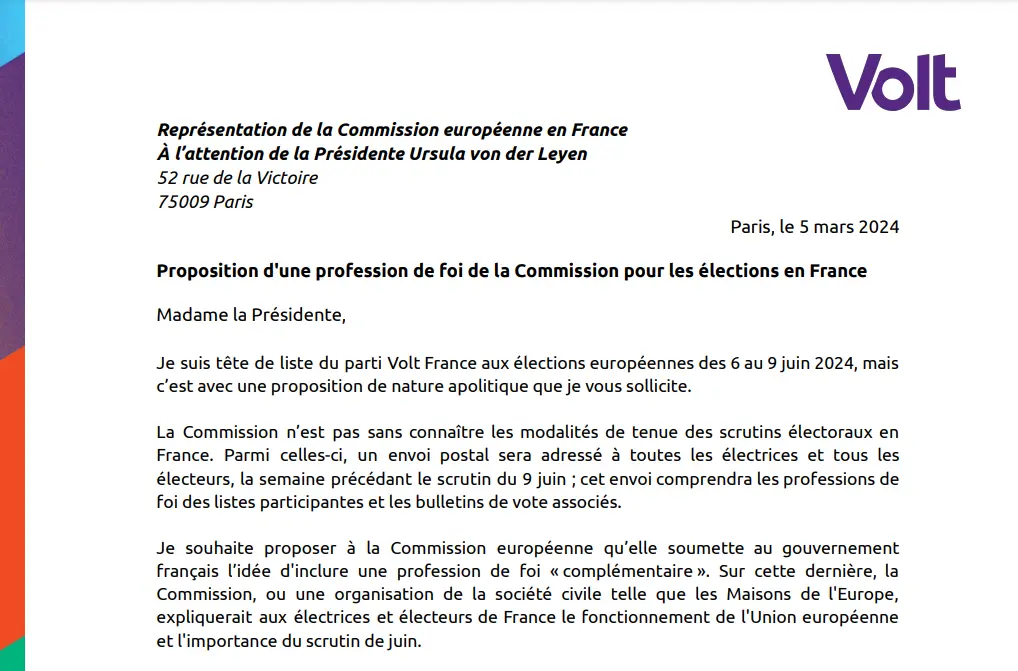 Volt
Représentation de la Commission européenne en France
À l’attention de la Présidente Ursula von der Leyen
52 rue de la Victoire
75009 Paris
Paris, le 5 mars 2024
Proposition d'une profession de foi de la Commission pour les élections en France
Madame la Présidente,
Je suis tête de liste du parti Volt France aux élections européennes des 6 au 9 juin 2024, mais
c’est avec une proposition de nature apolitique que je vous sollicite.
La Commission n’est pas sans connaître les modalités de tenue des scrutins électoraux en
France. Parmi celles-ci, un envoi postal sera adressé à toutes les électrices et tous les
électeurs, la semaine précédant le scrutin du 9 juin ; cet envoi comprendra les professions de
foi des listes participantes et les bulletins de vote associés.
Je souhaite proposer à la Commission européenne qu’elle soumette au gouvernement
français l’idée d'inclure une profession de foi « complémentaire ». Sur cette dernière, la
Commission, ou une organisation de la société civile telle que les Maisons de l'Europe,
expliquerait aux électrices et électeurs de France le fonctionnement de l'Union européenne
et l'importance du scrutin de juin.